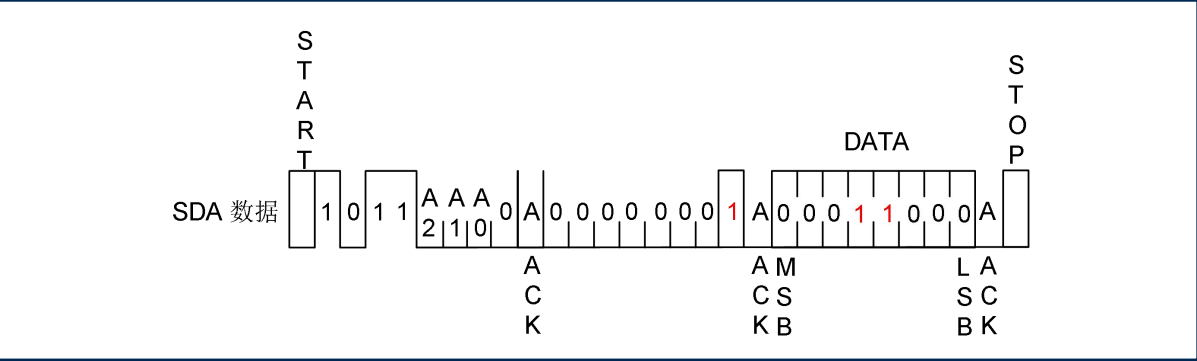 START
STOP
DATA
SDA 数据
1 0 1 1 A2 A1 A0 0 A 0 0 0 0 0 0 0 1 A 0 0 0 1 1 0 0 0 A
ACK
ACK
MSB
LSB
ACK